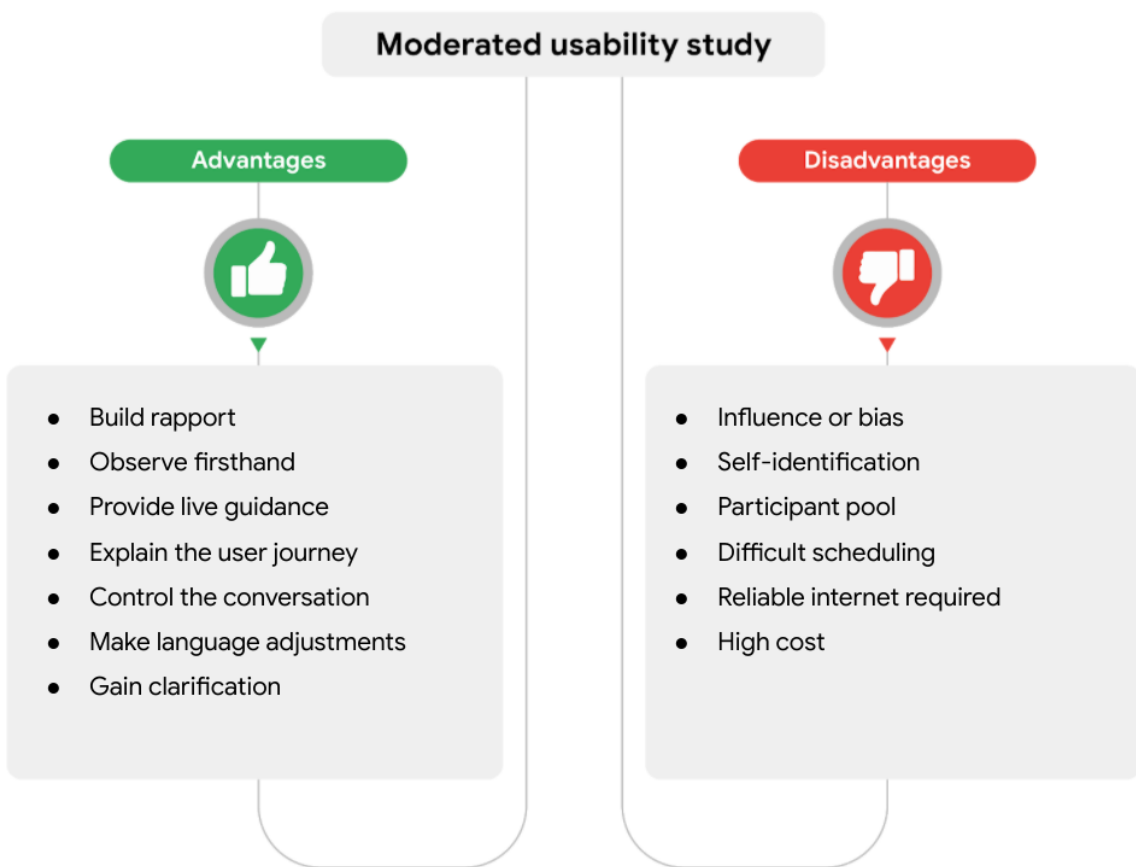 Moderated usability study
Advantages
● Build rapport
● Observe firsthand
● Provide live guidance
● Explain the user journey
● Control the conversation
● Make language adjustments
● Gain clarification
Disadvantages
● Influence or bias
● Self-identification
● Participant pool
● Difficult scheduling
● Reliable internet required
● High cost